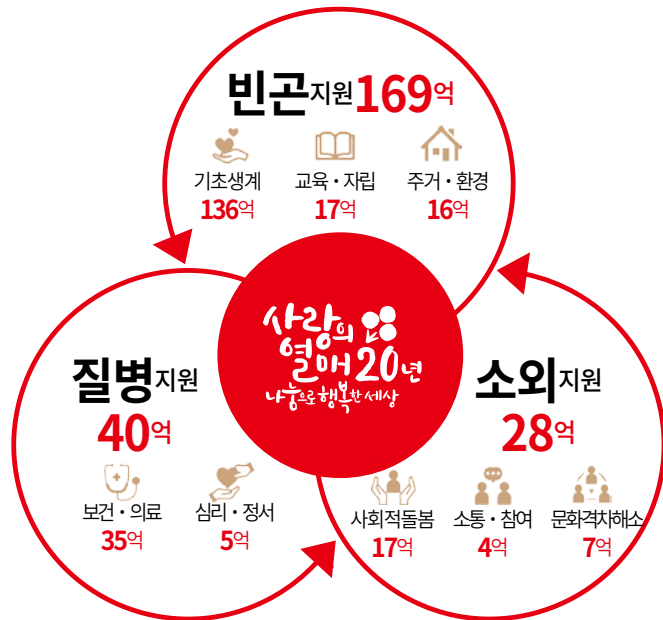 빈곤지원169억
기초생계 교육・자립 주거・환경
136억 17억 16억
사랑의
열매20년
나눔으로행복한세상
질병지원
40억
보건・의료 심리・정서
35억 5억
소외지원
28억
사회적돌봄 소통・참여 문화격차해소
17억 4억 7억